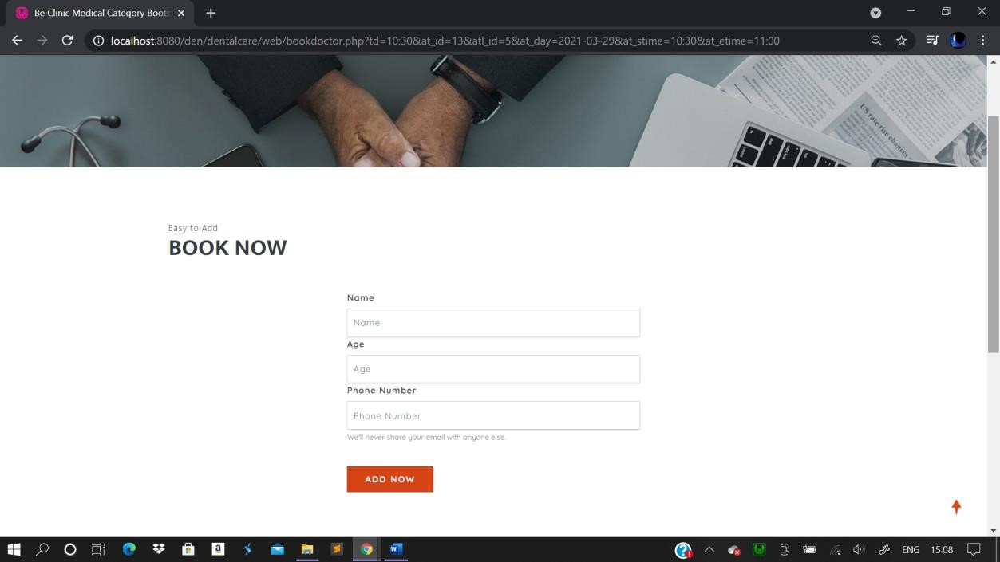 Be Clinic Medical Category Boots
localhost:8080/den/dentalcare/web/bookdoctor.php?td=10:30&at_id=13&atl_id=5&at_day=2021-03-29&at_stime=10:30&at_etime=11:00
US rate rise chances
Easy to Add
BOOK NOW
Name
Name
Age
Age
Phone Number
Phone Number
We'll never share your email with anyone else.
ADD NOW
ENG
15:08